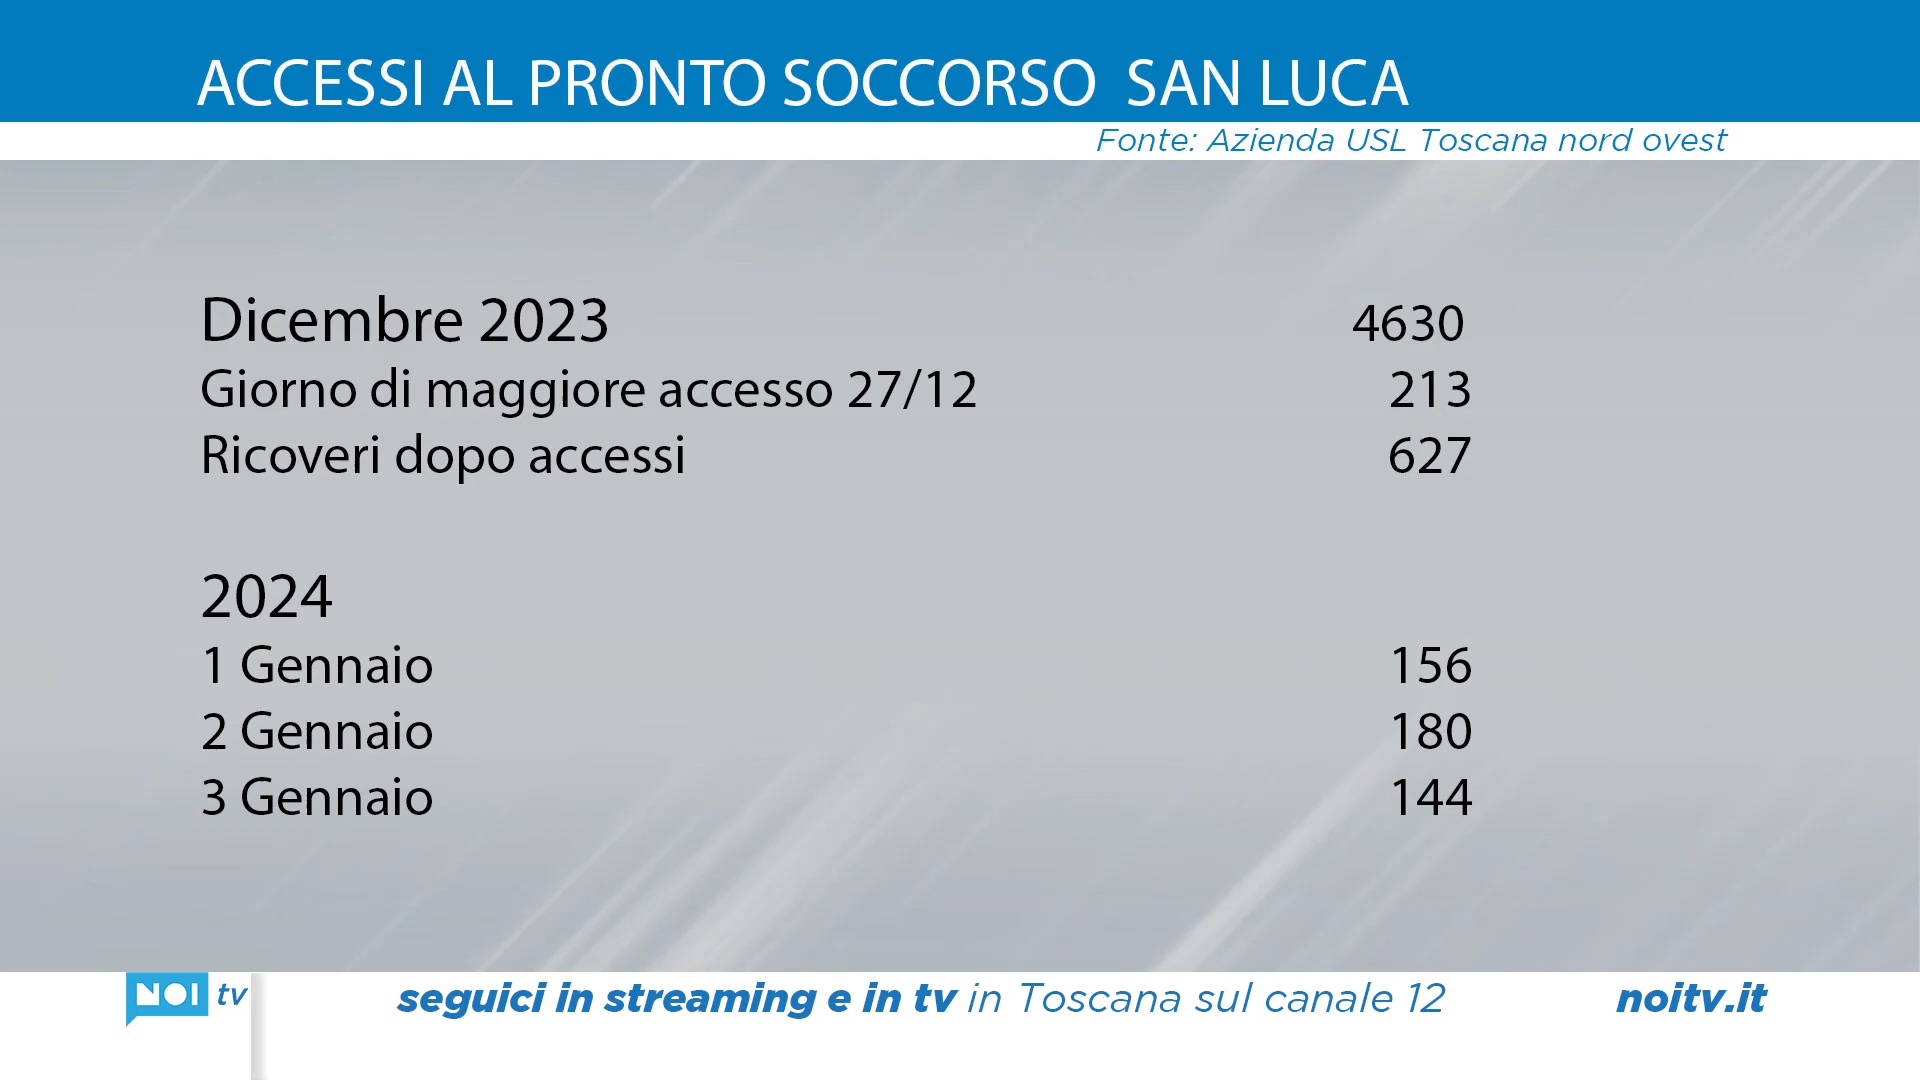 ACCESSI AL PRONTO SOCCORSO SAN LUCA
Fonte: Azienda USL Toscana nord ovest
Dicembre 2023 4630
Giorno di maggiore accesso 27/12 213
Ricoveri dopo accessi 627
2024
1 Gennaio 156
2 Gennaio 180
3 Gennaio 144
NOI tv seguici in streaming e in tv in Toscana sul canale 12 noitv.it